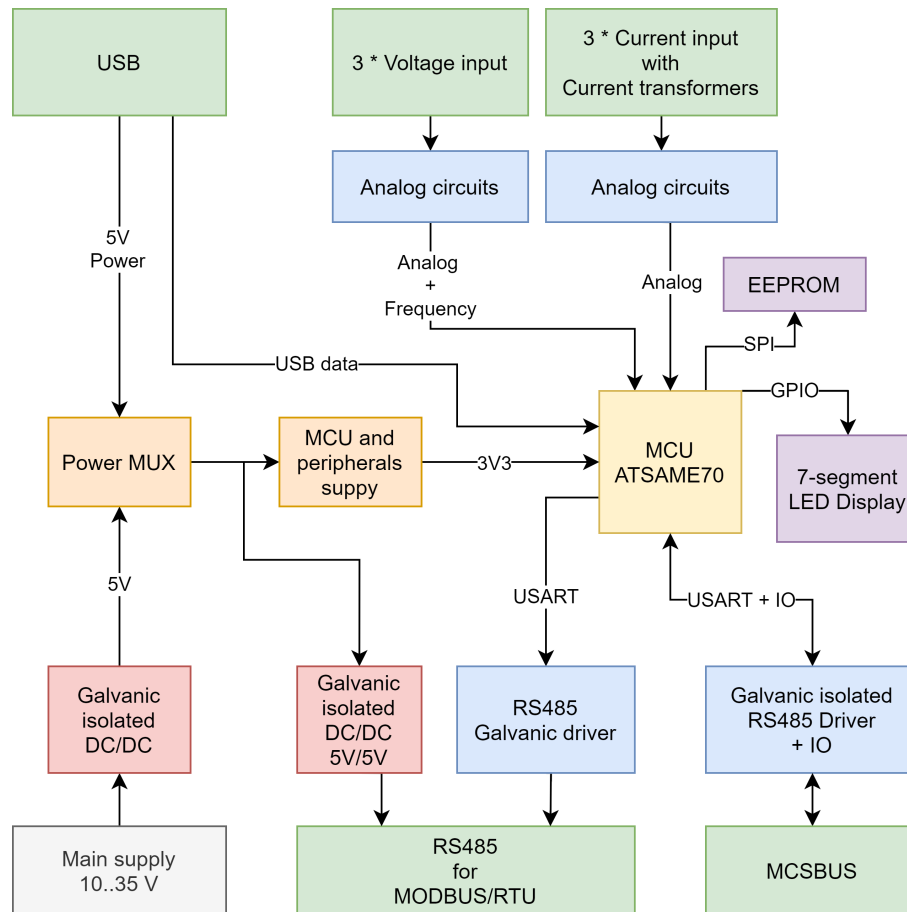 USB
3 * Voltage input
3 * Current input
with
Current transformers
Analog circuits
Analog circuits
5V
Power
Analog
+
Frequency
Analog
EEPROM
SPI
USB data
GPIO
Power MUX
MCU and
peripherals
suppy
3V3
MCU
ATSAME70
7-segment
LED Display
5V
USART
USART + IO
Galvanic
isolated
DC/DC
Galvanic
isolated
DC/DC
5V/5V
RS485
Galvanic driver
Galvanic isolated
RS485 Driver
+ IO
Main supply
10..35 V
RS485
for
MODBUS/RTU
MCSBUS